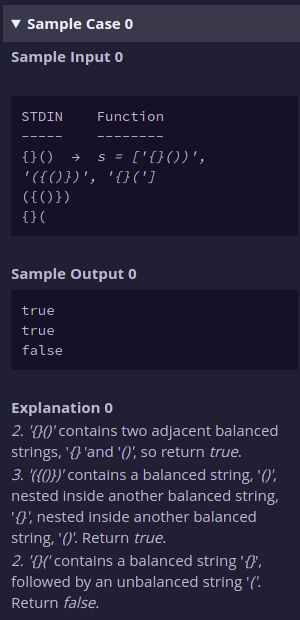 ▼ Sample Case 0
Sample Input 0
STDIN    Function
-----    --------
{}()  →  s = ['{}())',
'({()})', '{}(']
({()})
{}(
Sample Output 0
true
true
false
Explanation 0
2. '{}()' contains two adjacent balanced
strings, '{} 'and '()', so return true.
3. '({()})' contains a balanced string, '()',
nested inside another balanced string,
'{}', nested inside another balanced
string, '()'. Return true.
2. '{}(' contains a balanced string '{}',
followed by an unbalanced string '('.
Return false.